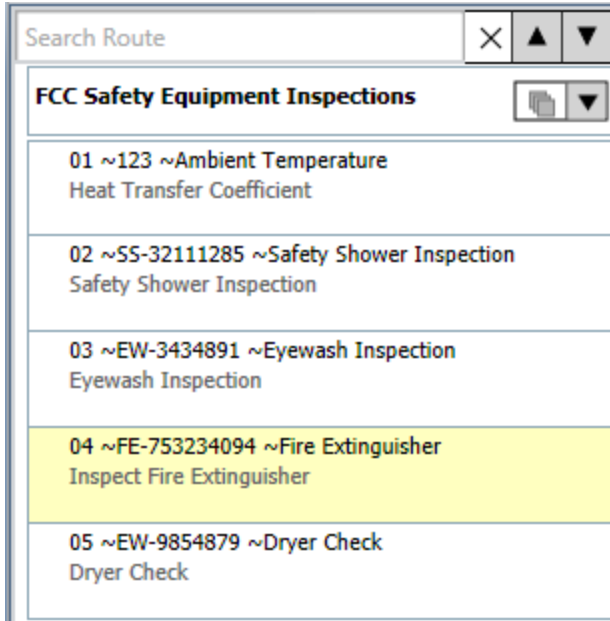 Search Route
FCC Safety Equipment Inspections
01 ~123 ~Ambient Temperature
Heat Transfer Coefficient
02 ~SS-32111285 ~Safety Shower Inspection
Safety Shower Inspection
03 ~EW-3434891 ~Eyewash Inspection
Eyewash Inspection
04 ~FE-753234094 ~Fire Extinguisher
Inspect Fire Extinguisher
05 ~EW-9854879 ~Dryer Check
Dryer Check